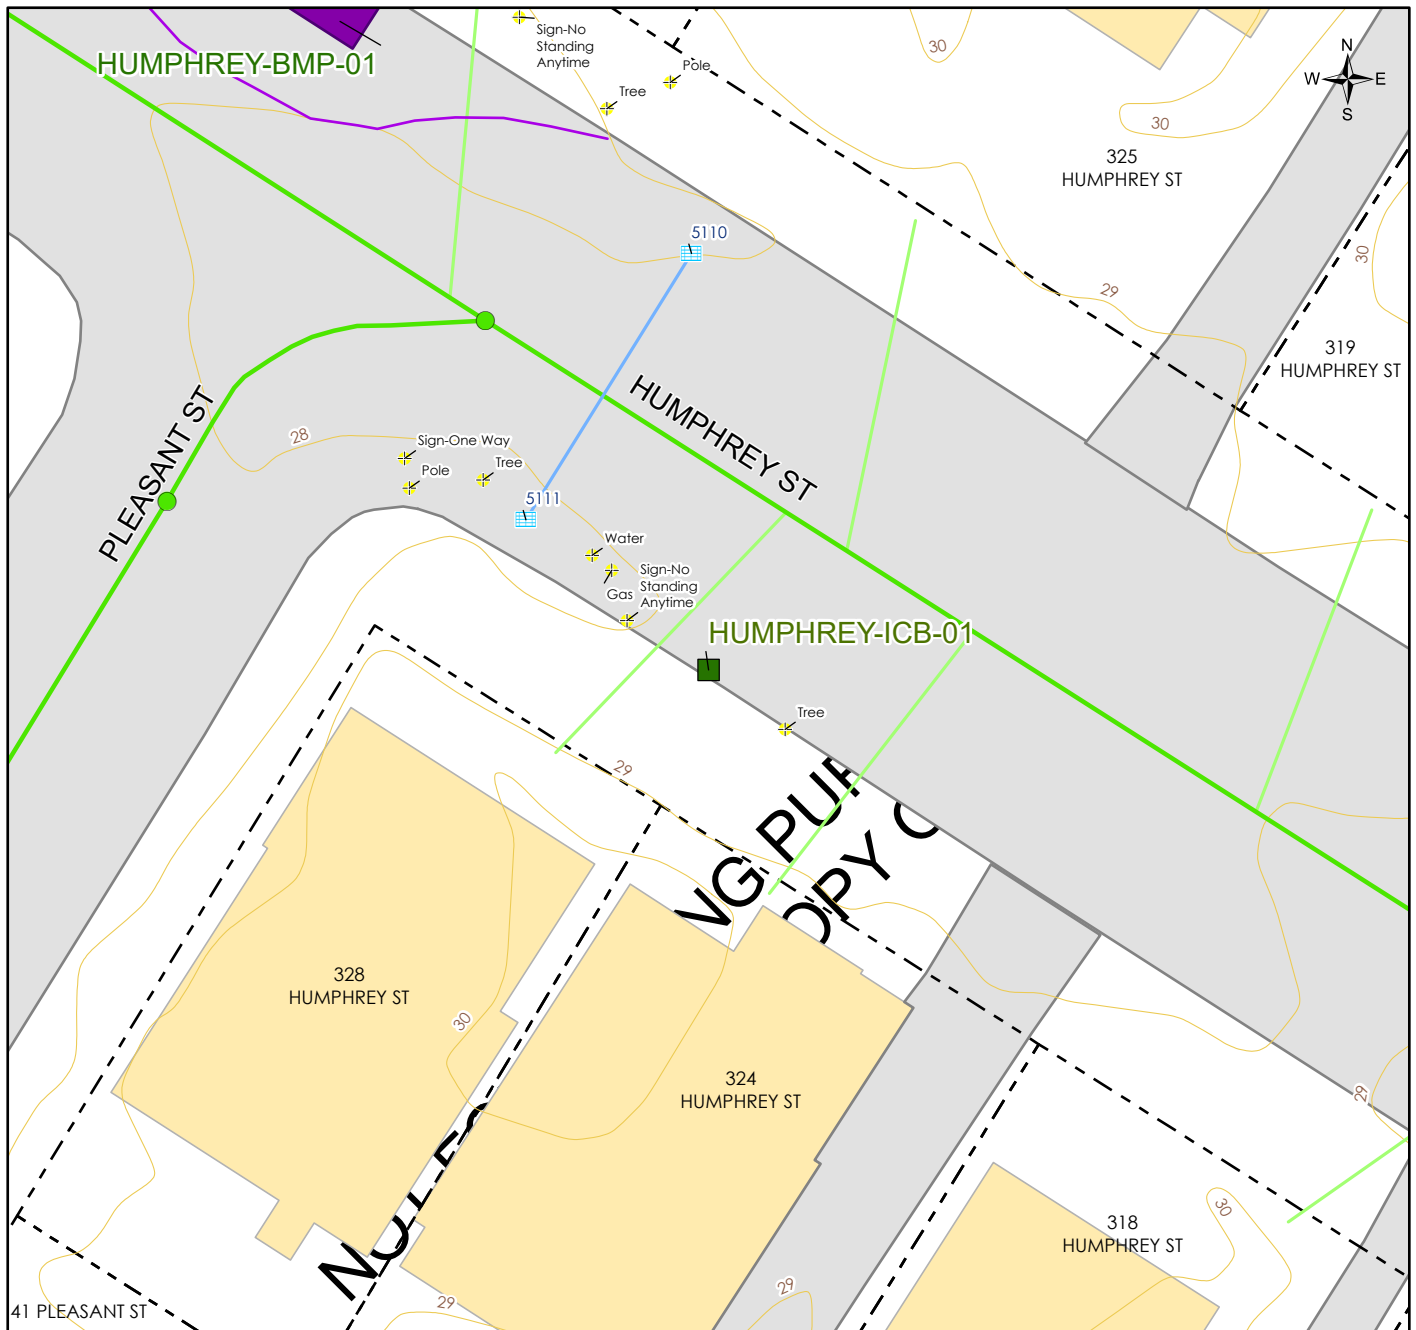 Sign-No
Standing
Anytime
HUMPHREY-BMP-01
30
N
W E
S
Pole
Tree
30
325
HUMPHREY ST
5110
30
29
319
HUMPHREY ST
HUMPHREY ST
PLEASANT ST
28
Sign-One Way
Pole
Tree
5111
Water
Gas
Sign-No
Standing
Anytime
HUMPHREY-ICB-01
Tree
29
328
HUMPHREY ST
30
324
HUMPHREY ST
29
30
318
HUMPHREY ST
29
29
41 PLEASANT ST